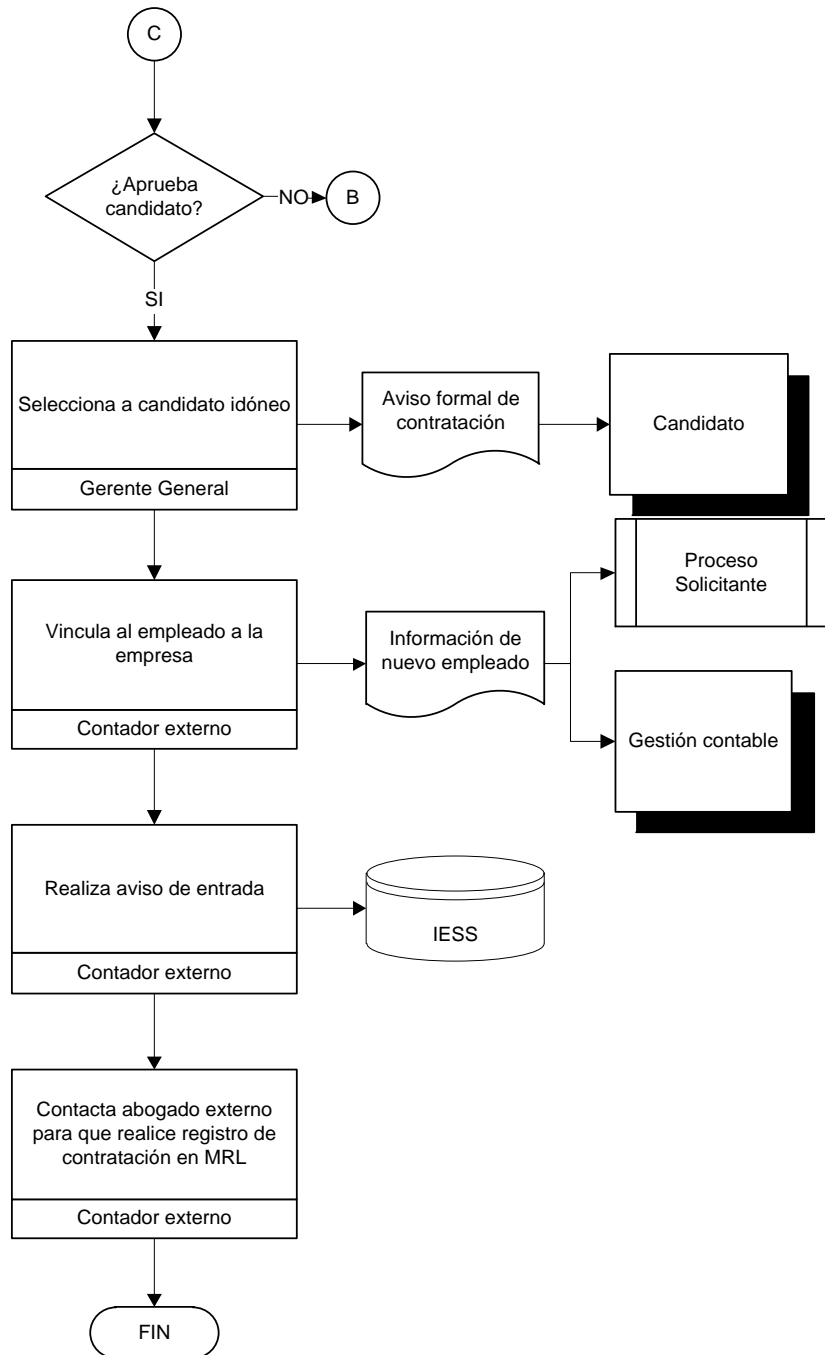 C
¿Aprueba
candidato?
NO
B
SI
Selecciona a candidato idóneo
Gerente General
Aviso formal de
contratación
Candidato
Vincula al empleado a la
empresa
Contador externo
Información de
nuevo empleado
Proceso
Solicitante
Gestión contable
Realiza aviso de entrada
Contador externo
IESS
Contacta abogado externo
para que realice registro de
contratación en MRL
Contador externo
FIN